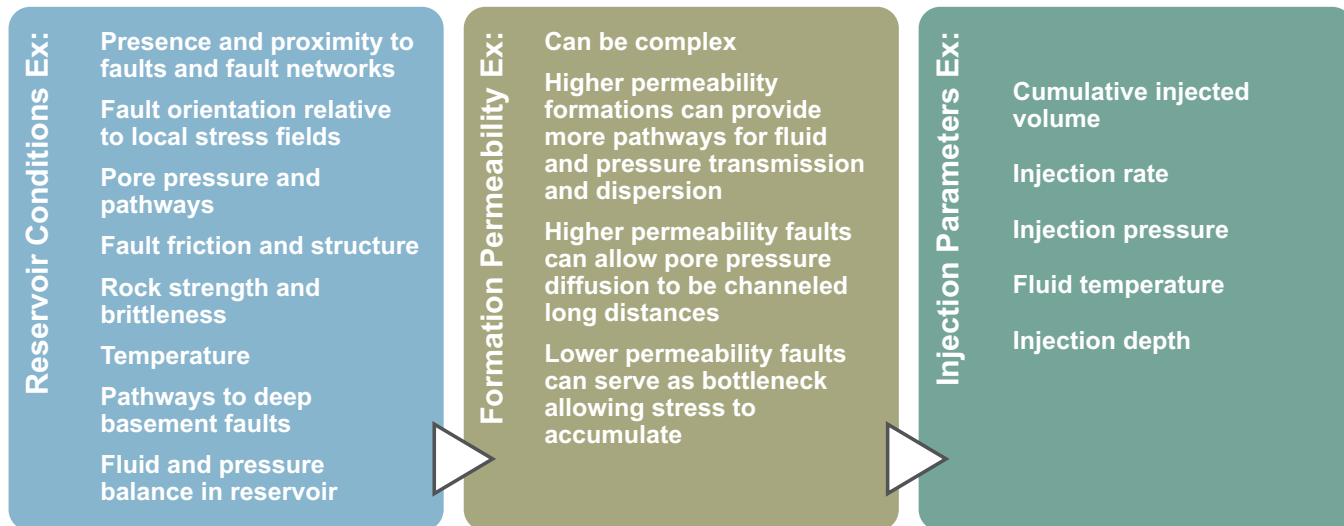 Reservoir Conditions Ex:
Presence and proximity to
faults and fault networks
Fault orientation relative
to local stress fields
Pore pressure and
pathways
Fault friction and structure
Rock strength and
brittleness
Temperature
Pathways to deep
basement faults
Fluid and pressure
balance in reservoir
Formation Permeability Ex:
Can be complex
Higher permeability
formations can provide
more pathways for fluid
and pressure transmission
and dispersion
Higher permeability faults
can allow pore pressure
diffusion to be channeled
long distances
Lower permeability faults
can serve as bottleneck
allowing stress to
accumulate
Injection Parameters Ex:
Cumulative injected
volume
Injection rate
Injection pressure
Fluid temperature
Injection depth